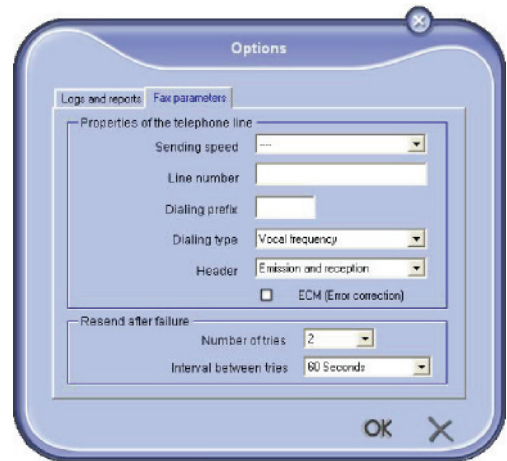 Options
Logs and reports Fax parameters
Properties of the telephone line
Sending speed ---
Line number
Dialing prefix
Dialing type Vocal frequency
Header Emission and reception
ECM (Error correction)
Resend after failure
Number of tries 2
Interval between tries 60 Seconds
OK